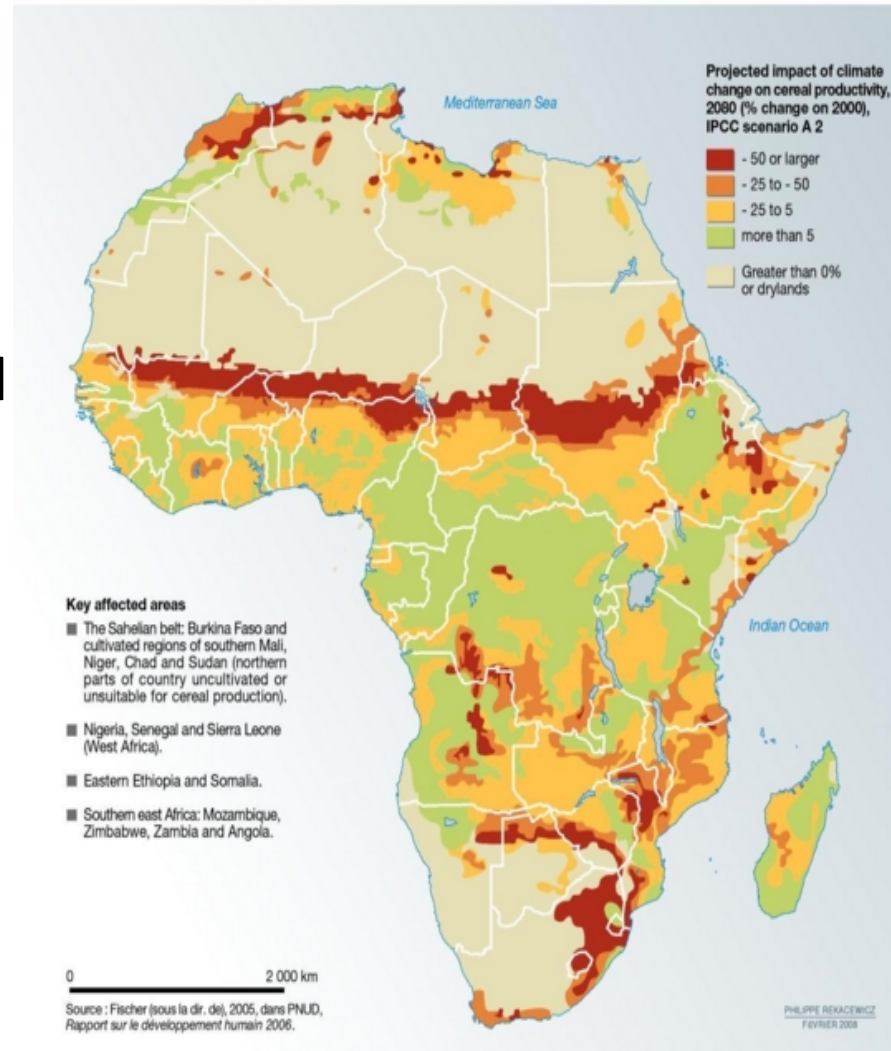 Mediterranean Sea
Projected impact of climate
change on cereal productivity,
2080 (% change on 2000),
IPCC scenario A 2
- 50 or larger
- 25 to - 50
- 25 to 5
more than 5
Greater than 0%
or drylands
Key affected areas
The Sahelian belt: Burkina Faso and
cultivated regions of southern Mali,
Niger, Chad and Sudan (northern
parts of country uncultivated or
unsuitable for cereal production).
Nigeria, Senegal and Sierra Leone
(West Africa).
Eastern Ethiopia and Somalia.
Southern east Africa: Mozambique,
Zimbabwe, Zambia and Angola.
Indian Ocean
0 2 000 km
Source : Fischer (sous la dir. de), 2005, dans PNUD,
Rapport sur le développement humain 2006.
PHILIPPE REKACEWICZ
FÉVRIER 2008